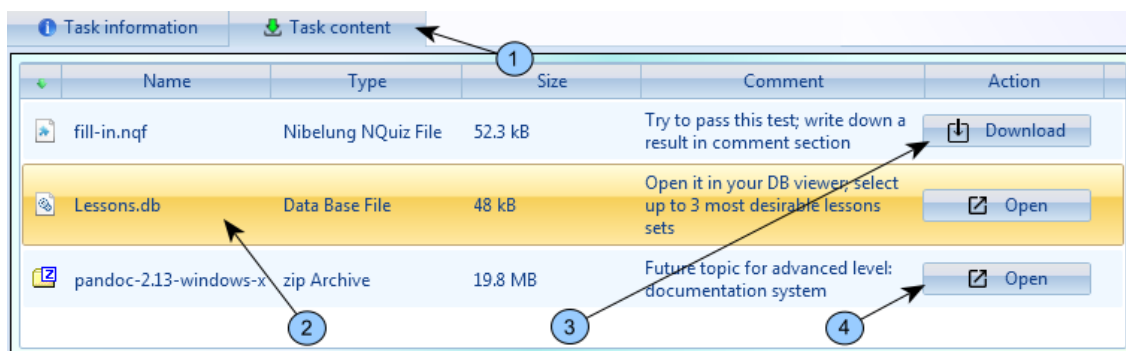 Task information Task content
1
Name Type Size Comment Action
fill-in.nqf Nibelung NQuiz File 52.3 kB Try to pass this test; write down a
result in comment section
Download
Lessons.db Data Base File 48 kB Open it in your DB viewer; select
up to 3 most desirable lessons
sets
Open
pandoc-2.13-windows-x zip Archive 19.8 MB Future topic for advanced level:
documentation system
Open
2 3 4